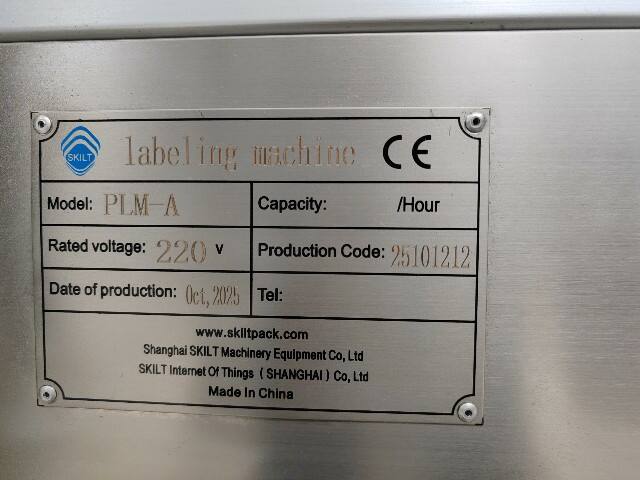 SKILT
labeling machine CE
Model: PLM-A
Capacity: /Hour
Rated voltage: 220 v
Production Code: 25101212
Date of production: Oct, 2025
Tel:
www.skiltpack.com
Shanghai SKILT Machinery Equipment Co, Ltd
SKILT Internet Of Things ( SHANGHAI ) Co, Ltd
Made In China